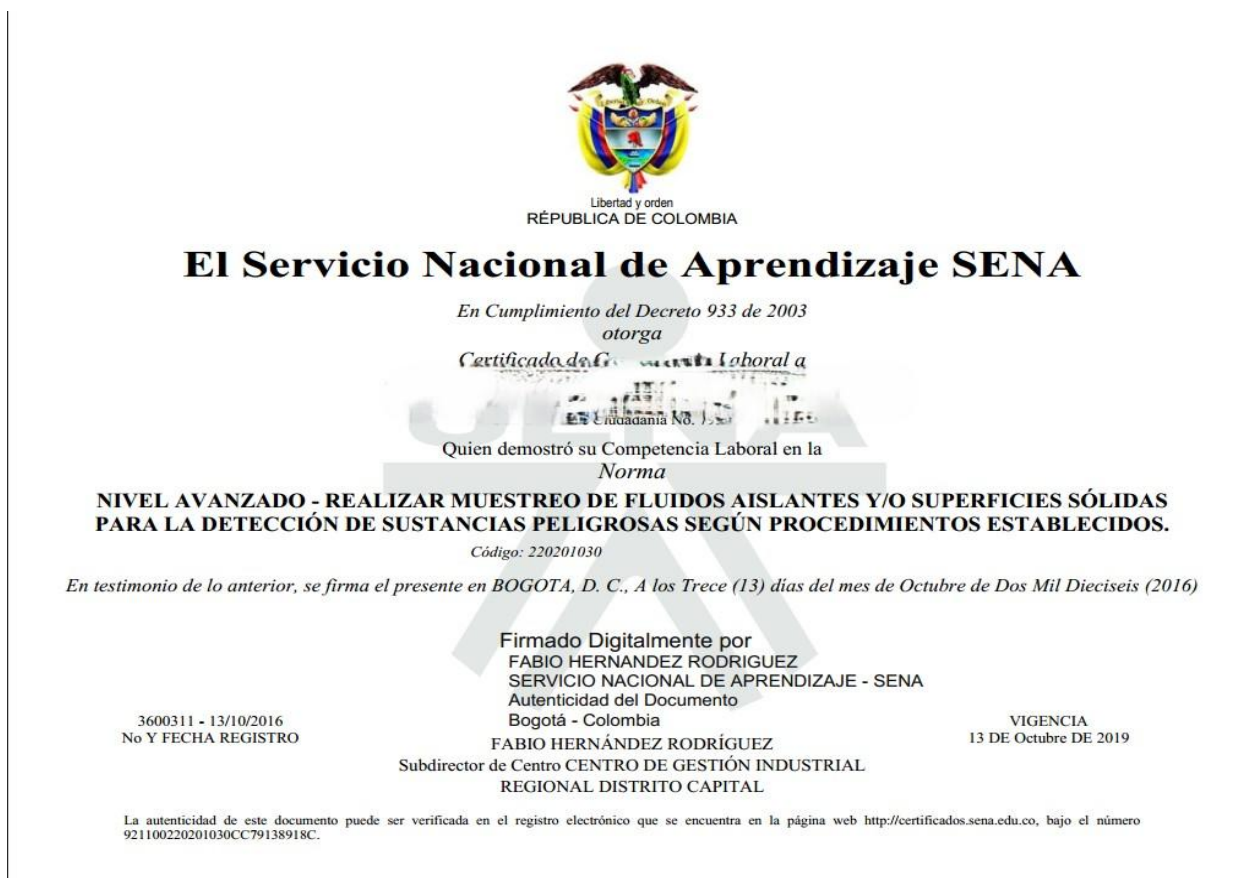 Libertad y orden
RÉPUBLICA DE COLOMBIA
El Servicio Nacional de Aprendizaje SENA
En Cumplimiento del Decreto 933 de 2003
otorga
Certificado de Laboral a
SENA
Ciudadanía No.
Quien demostró su Competencia Laboral en la
Norma
NIVEL AVANZADO - REALIZAR MUESTREO DE FLUIDOS AISLANTES Y/O SUPERFICIES SÓLIDAS
PARA LA DETECCIÓN DE SUSTANCIAS PELIGROSAS SEGÚN PROCEDIMIENTOS ESTABLECIDOS.
Código: 220201030
En testimonio de lo anterior, se firma el presente en BOGOTA, D. C., A los Trece (13) días del mes de Octubre de Dos Mil Dieciseis (2016)
Firmado Digitalmente por
FABIO HERNANDEZ RODRIGUEZ
SERVICIO NACIONAL DE APRENDIZAJE - SENA
Autenticidad del Documento
Bogotá - Colombia
3600311 - 13/10/2016
No Y FECHA REGISTRO
FABIO HERNÁNDEZ RODRÍGUEZ
Subdirector de Centro CENTRO DE GESTIÓN INDUSTRIAL
REGIONAL DISTRITO CAPITAL
VIGENCIA
13 DE Octubre DE 2019
La autenticidad de este documento puede ser verificada en el registro electrónico que se encuentra en la página web http://certificados.sena.edu.co, bajo el número
921100220201030CC79138918C.